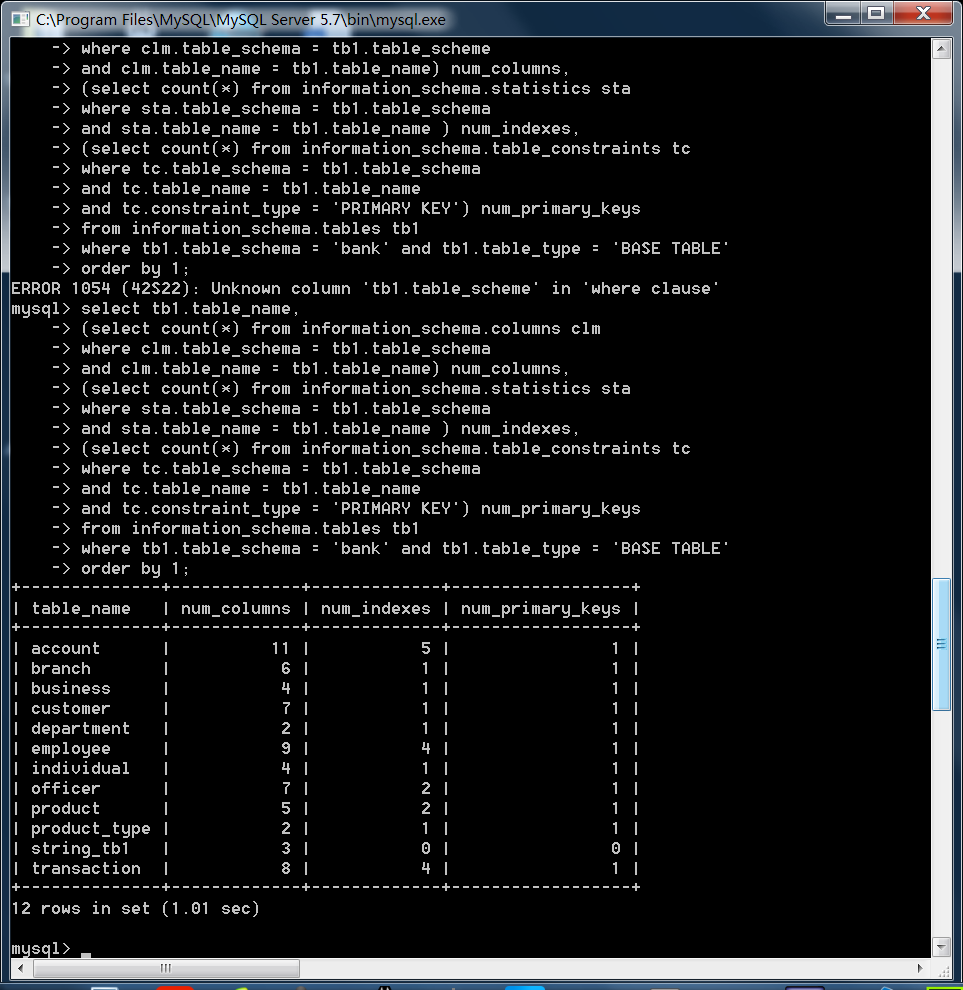 C:\Program Files\MySQL\MySQL Server 5.7\bin\mysql.exe
    -> where clm.table_schema = tb1.table_scheme
    -> and clm.table_name = tb1.table_name) num_columns,
    -> (select count(*) from information_schema.statistics sta
    -> where sta.table_schema = tb1.table_schema
    -> and sta.table_name = tb1.table_name ) num_indexes,
    -> (select count(*) from information_schema.table_constraints tc
    -> where tc.table_schema = tb1.table_schema
    -> and tc.table_name = tb1.table_name
    -> and tc.constraint_type = 'PRIMARY KEY') num_primary_keys
    -> from information_schema.tables tb1
    -> where tb1.table_schema = 'bank' and tb1.table_type = 'BASE TABLE'
    -> order by 1;
ERROR 1054 (42S22): Unknown column 'tb1.table_scheme' in 'where clause'
mysql> select tb1.table_name,
    -> (select count(*) from information_schema.columns clm
    -> where clm.table_schema = tb1.table_schema
    -> and clm.table_name = tb1.table_name) num_columns,
    -> (select count(*) from information_schema.statistics sta
    -> where sta.table_schema = tb1.table_schema
    -> and sta.table_name = tb1.table_name ) num_indexes,
    -> (select count(*) from information_schema.table_constraints tc
    -> where tc.table_schema = tb1.table_schema
    -> and tc.table_name = tb1.table_name
    -> and tc.constraint_type = 'PRIMARY KEY') num_primary_keys
    -> from information_schema.tables tb1
    -> where tb1.table_schema = 'bank' and tb1.table_type = 'BASE TABLE'
    -> order by 1;
+--------------+-------------+-------------+------------------+
| table_name   | num_columns | num_indexes | num_primary_keys |
+--------------+-------------+-------------+------------------+
| account      |          11 |           5 |                1 |
| branch       |           6 |           1 |                1 |
| business     |           4 |           1 |                1 |
| customer     |           7 |           1 |                1 |
| department   |           2 |           1 |                1 |
| employee     |           9 |           4 |                1 |
| individual   |           4 |           1 |                1 |
| officer      |           7 |           2 |                1 |
| product      |           5 |           2 |                1 |
| product_type |           2 |           1 |                1 |
| string_tb1   |           3 |           0 |                0 |
| transaction  |           8 |           4 |                1 |
+--------------+-------------+-------------+------------------+
12 rows in set (1.01 sec)
mysql> _